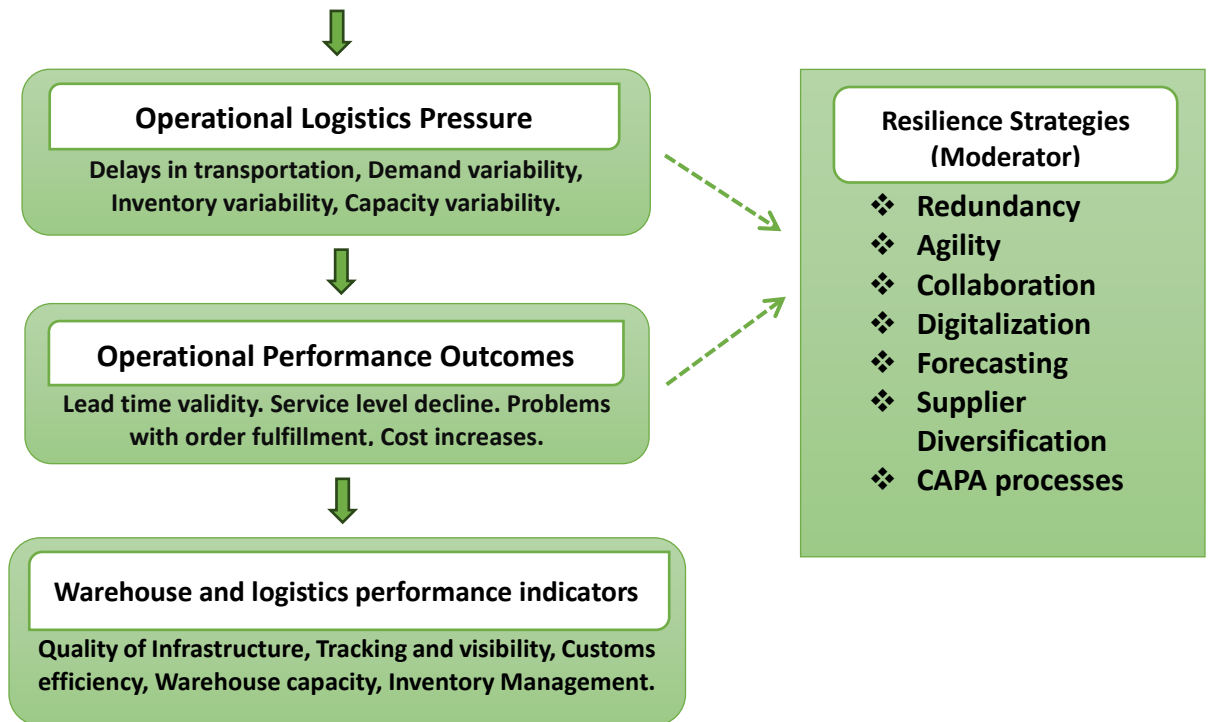 Operational Logistics Pressure
Delays in transportation, Demand variability,
Inventory variability, Capacity variability.
Operational Performance Outcomes
Lead time validity. Service level decline. Problems
with order fulfillment. Cost increases.
Warehouse and logistics performance indicators
Quality of Infrastructure, Tracking and visibility, Customs
efficiency, Warehouse capacity, Inventory Management.
Resilience Strategies
(Moderator)
❖ Redundancy
❖ Agility
❖ Collaboration
❖ Digitalization
❖ Forecasting
❖ Supplier
Diversification
❖ CAPA processes